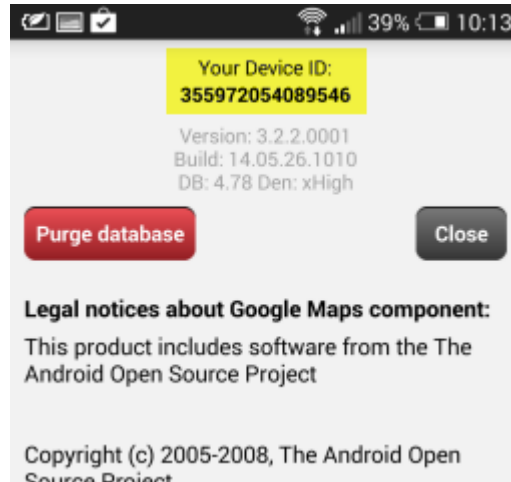 39% 10:13
Your Device ID:
355972054089546
Version: 3.2.2.0001
Build: 14.05.26.1010
DB: 4.78 Den: xHigh
Purge database Close
Legal notices about Google Maps component:
This product includes software from the The
Android Open Source Project
Copyright (c) 2005-2008, The Android Open
Source Project